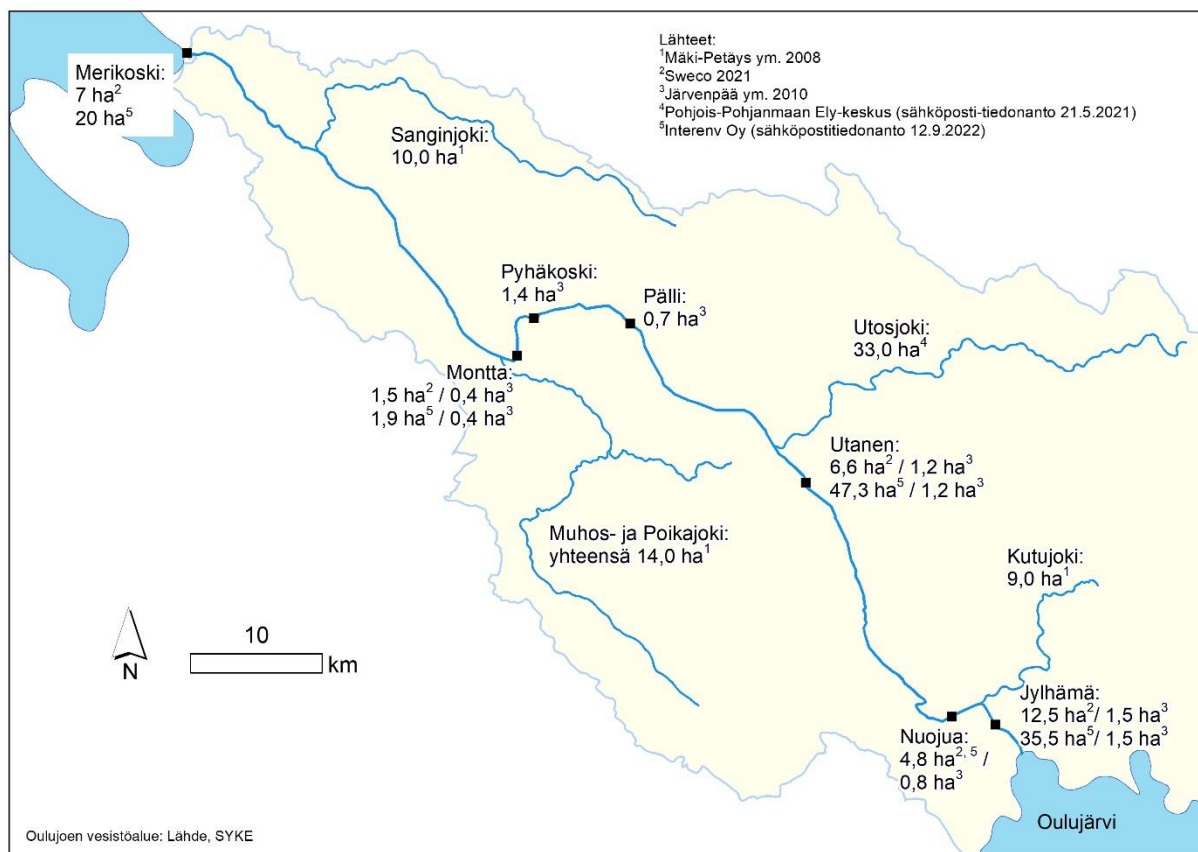 Lähteet:
¹Mäki-Petäys ym. 2008
²Sweco 2021
³Järvenpää ym. 2010
⁴Pohjois-Pohjanmaan Ely-keskus (sähköposti-tiedonanto 21.5.2021)
⁵Interenv Oy (sähköpostitiedonanto 12.9.2022)
Merikoski:
7 ha²
20 ha⁵
Sanginjoki:
10,0 ha¹
Pyhäkoski:
1,4 ha³
Pälli:
0,7 ha³
Utosjoki:
33,0 ha⁴
Montta:
1,5 ha² / 0,4 ha³
1,9 ha⁵ / 0,4 ha³
Utanen:
6,6 ha² / 1,2 ha³
47,3 ha⁵ / 1,2 ha³
Muhos- ja Poikajoki:
yhteensä 14,0 ha¹
Kutujoki:
9,0 ha¹
10
km
N
Jylhämä:
12,5 ha²/ 1,5 ha³
35,5 ha⁵/ 1,5 ha³
Nuojua:
4,8 ha²˒ ⁵ /
0,8 ha³
Oulujärvi
Oulujoen vesistöalue: Lähde, SYKE